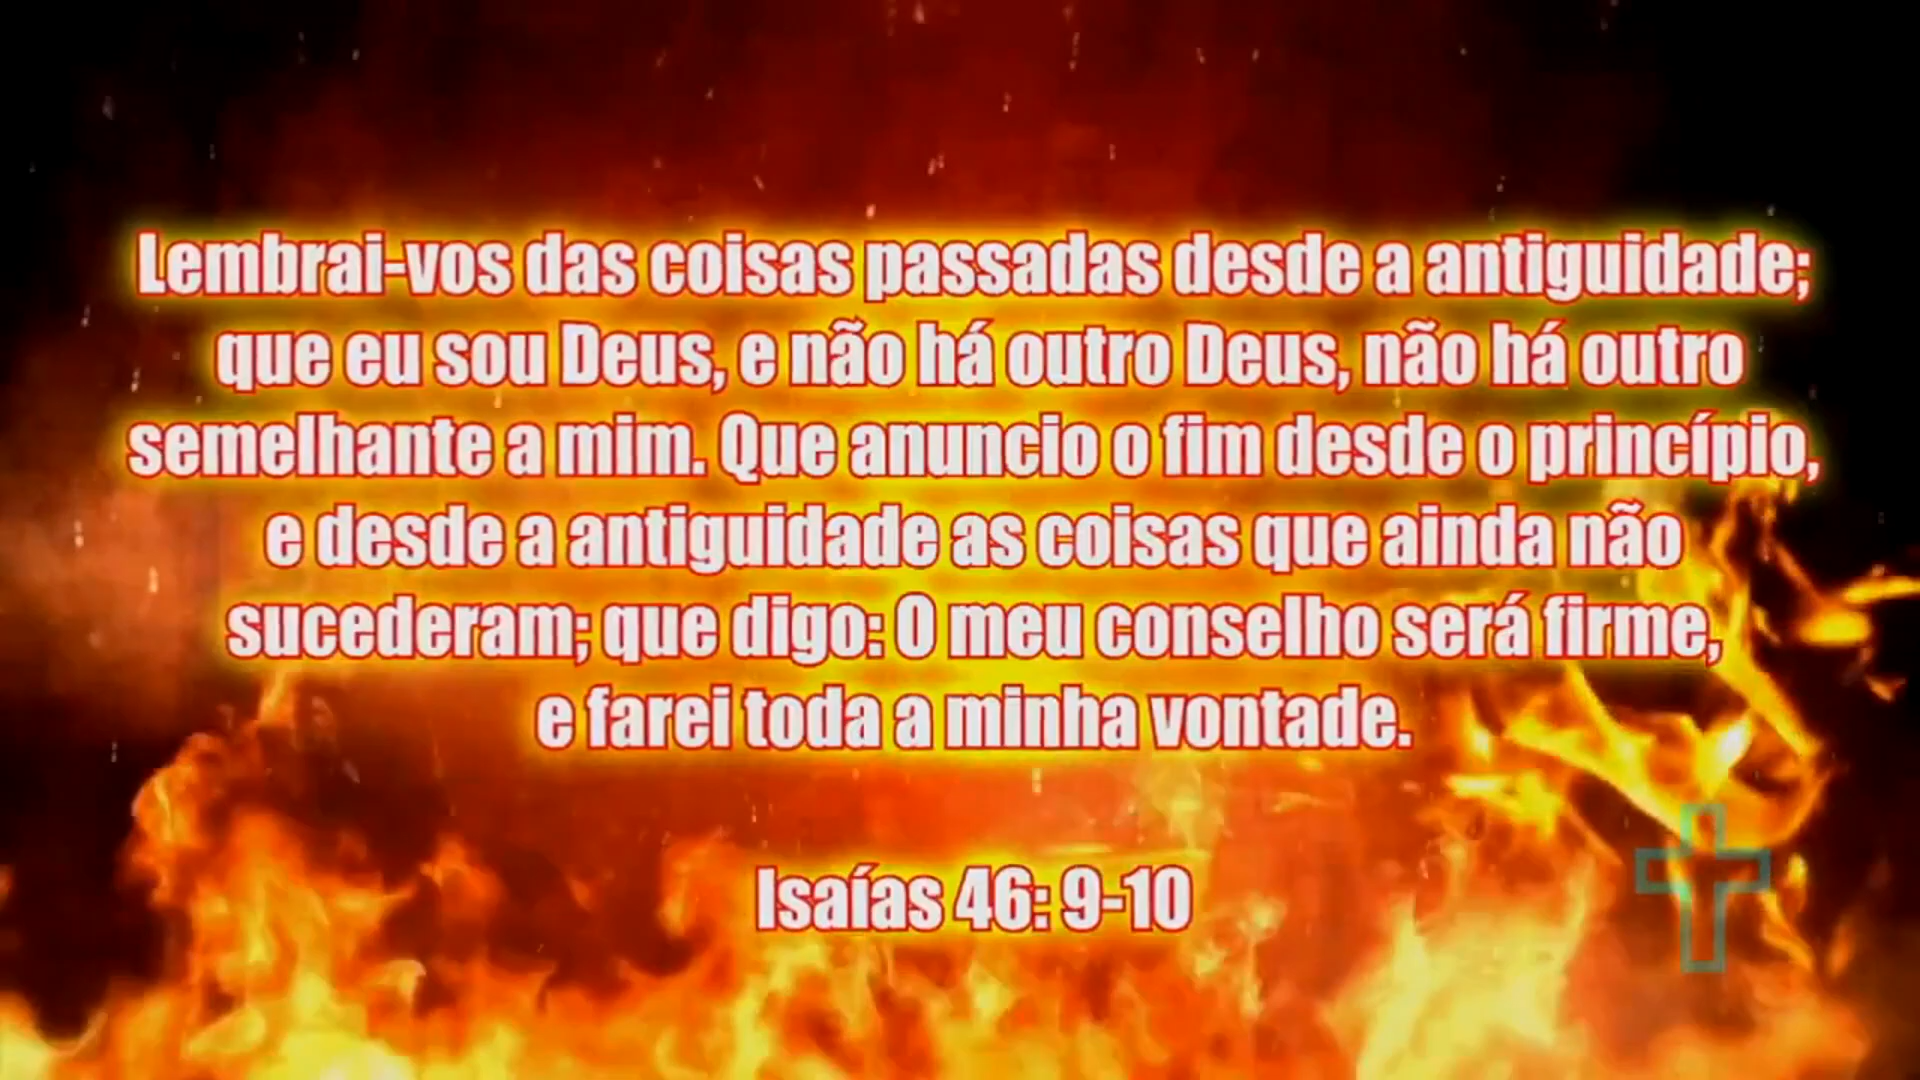 Lembrai-vos das coisas passadas desde a antiguidade;
que eu sou Deus, e não há outro Deus, não há outro
semelhante a mim. Que anuncio o fim desde o princípio,
e desde a antiguidade as coisas que ainda não
sucederam; que digo: O meu conselho será firme,
e farei toda a minha vontade.
Isaías 46: 9-10